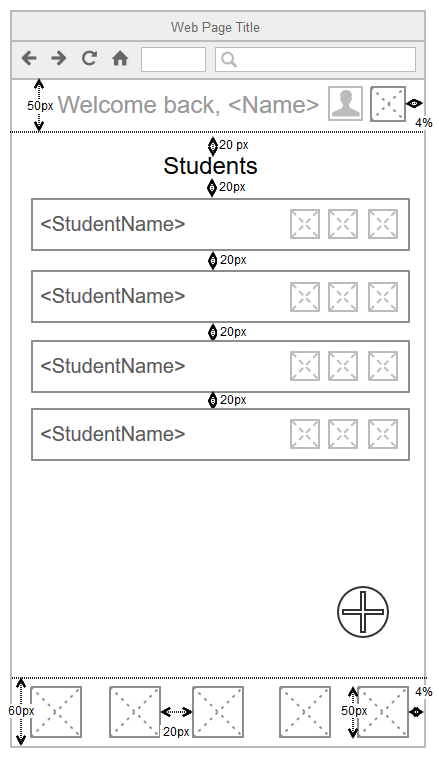 Web Page Title
50px Welcome back, <Name> 4%
20 px
Students
20px
<StudentName>
20px
<StudentName>
20px
<StudentName>
20px
<StudentName>
4%
60px 20px 50px